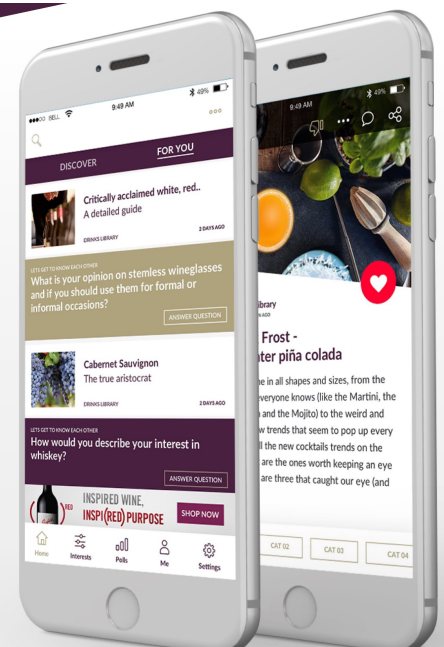 BELL
9:49 AM
49%
DISCOVER
FOR YOU
Critically acclaimed white, red..
A detailed guide
DRINKS LIBRARY
2 DAYS AGO
LETS GET TO KNOW EACH OTHER
What is your opinion on stemless wineglasses
and if you should use them for formal or
informal occasions?
ANSWER QUESTION
Cabernet Sauvignon
The true aristocrat
DRINKS LIBRARY
2 DAYS AGO
LETS GET TO KNOW EACH OTHER
How would you describe your interest in
whiskey?
ANSWER QUESTION
RED
INSPIRED WINE,
INSPI(RED) PURPOSE
SHOP NOW
Home
Interests
Polls
Me
Settings
9:49 AM
49%
ibrary
AGO
Frost -
ter piña colada
e in all shapes and sizes, from the
everyone knows (like the Martini, the
and the Mojito) to the weird and
w trends that seem to pop up every
ll the new cocktails trends on the
are the ones worth keeping an eye
are three that caught our eye (and
CAT 02
CAT 03
CAT 04